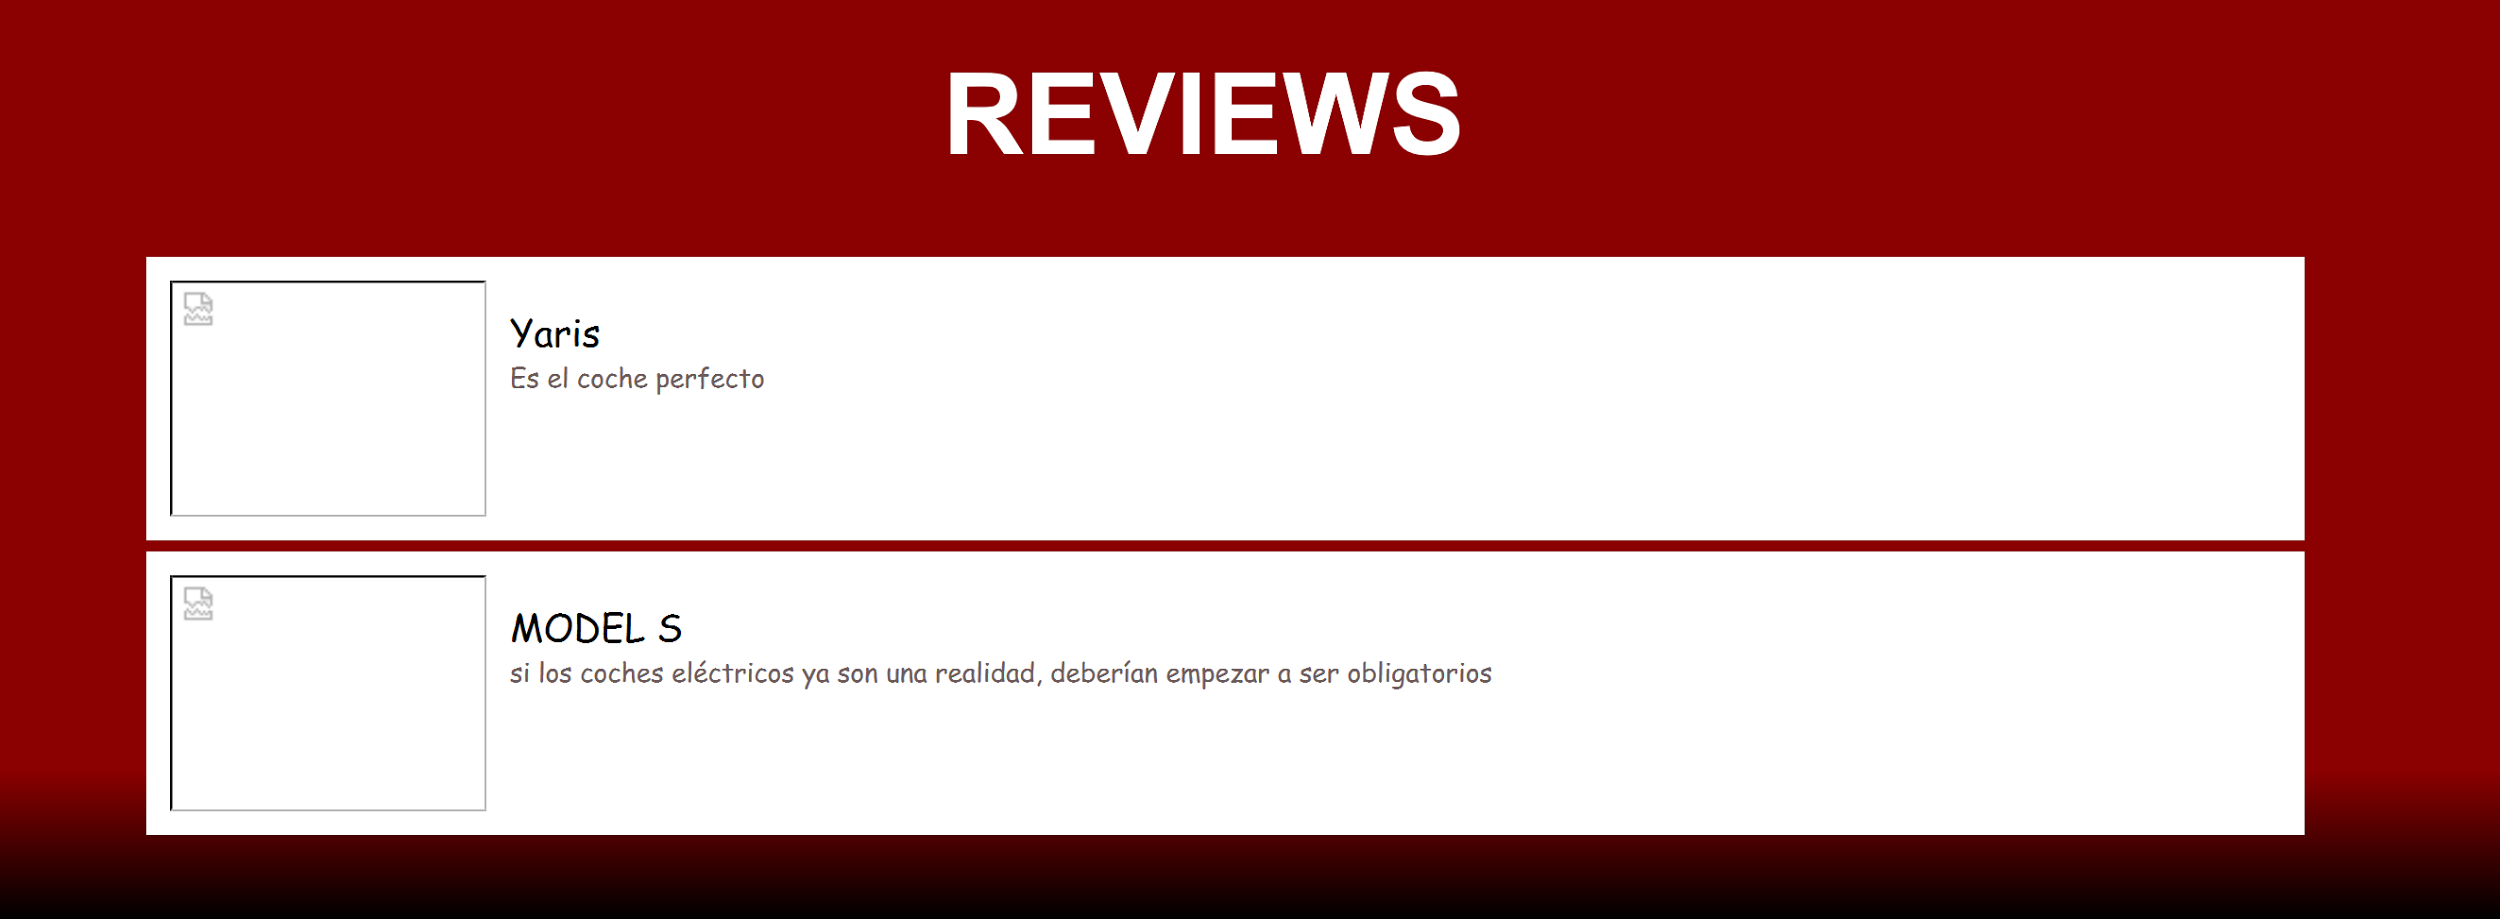 REVIEWS
Yaris
Es el coche perfecto
MODEL S
si los coches eléctricos ya son una realidad, deberían empezar a ser obligatorios